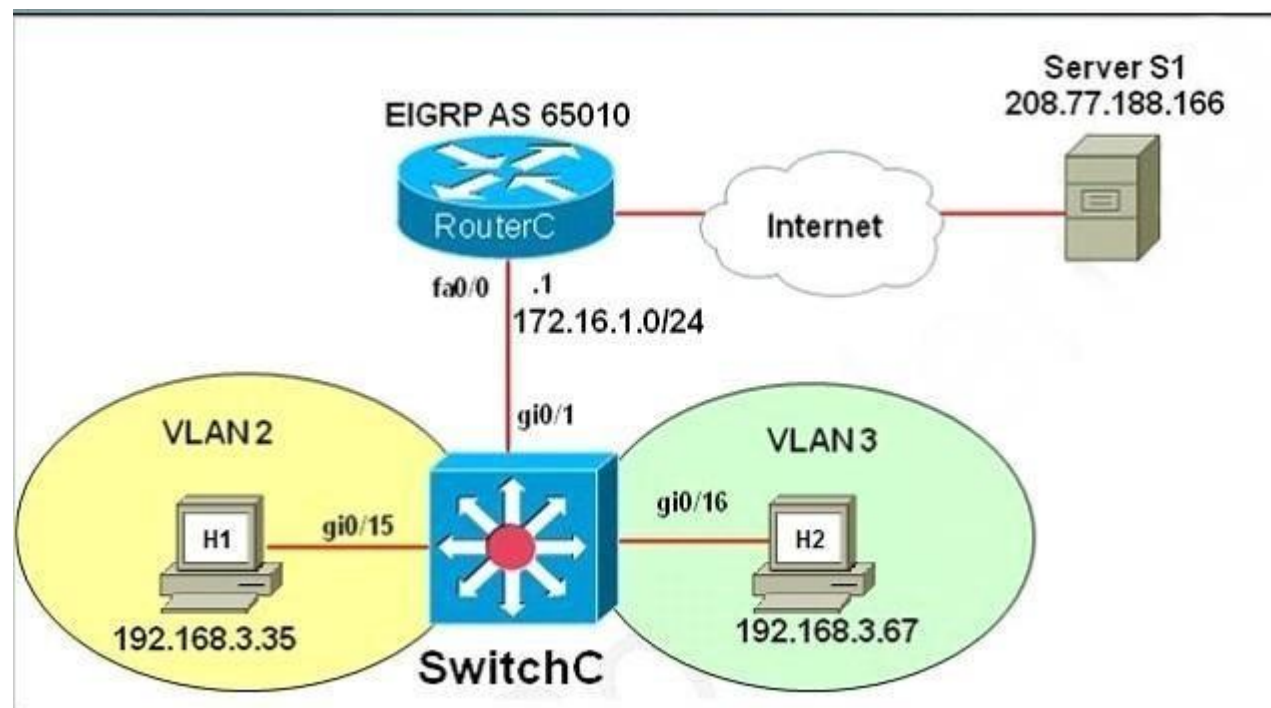 Server S1
208.77.188.166
EIGRP AS 65010
RouterC
Internet
fa0/0
.1
172.16.1.0/24
gi0/1
VLAN 2
VLAN 3
gi0/15
gi0/16
H1
H2
192.168.3.35
192.168.3.67
SwitchC